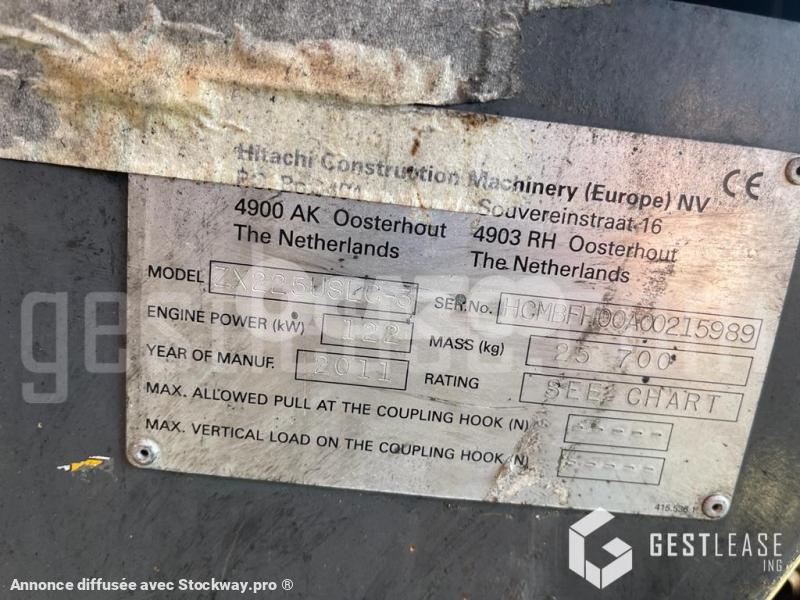 Hitachi Construction Machinery (Europe) NV CE
Souvereinstraat 16
4900 AK Oosterhout 4903 RH Oosterhout
The Netherlands The Netherlands
MODEL ZX225USLC-3 SER.No. HCMBFH00A00215989
ENGINE POWER (kW) 122 MASS (kg) 25 700
YEAR OF MANUF. 2011 RATING SEE CHART
MAX. ALLOWED PULL AT THE COUPLING HOOK (N) -----
MAX. VERTICAL LOAD ON THE COUPLING HOOK (N) -----
GESTLEASE
INC
Annonce diffusée avec Stockway.pro ®